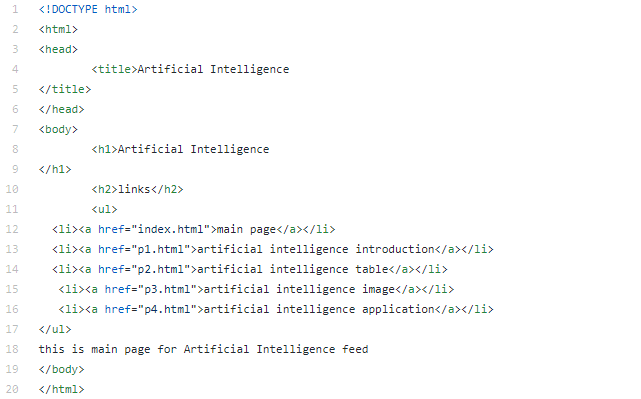 1 <!DOCTYPE html>
2 <html>
3 <head>
4 <title>Artificial Intelligence
5 </title>
6 </head>
7 <body>
8 <h1>Artificial Intelligence
9 </h1>
10 <h2>links</h2>
11 <ul>
12 <li><a href="index.html">main page</a></li>
13 <li><a href="p1.html">artificial intelligence introduction</a></li>
14 <li><a href="p2.html">artificial intelligence table</a></li>
15 <li><a href="p3.html">artificial intelligence image</a></li>
16 <li><a href="p4.html">artificial intelligence application</a></li>
17 </ul>
18 this is main page for Artificial Intelligence feed
19 </body>
20 </html>